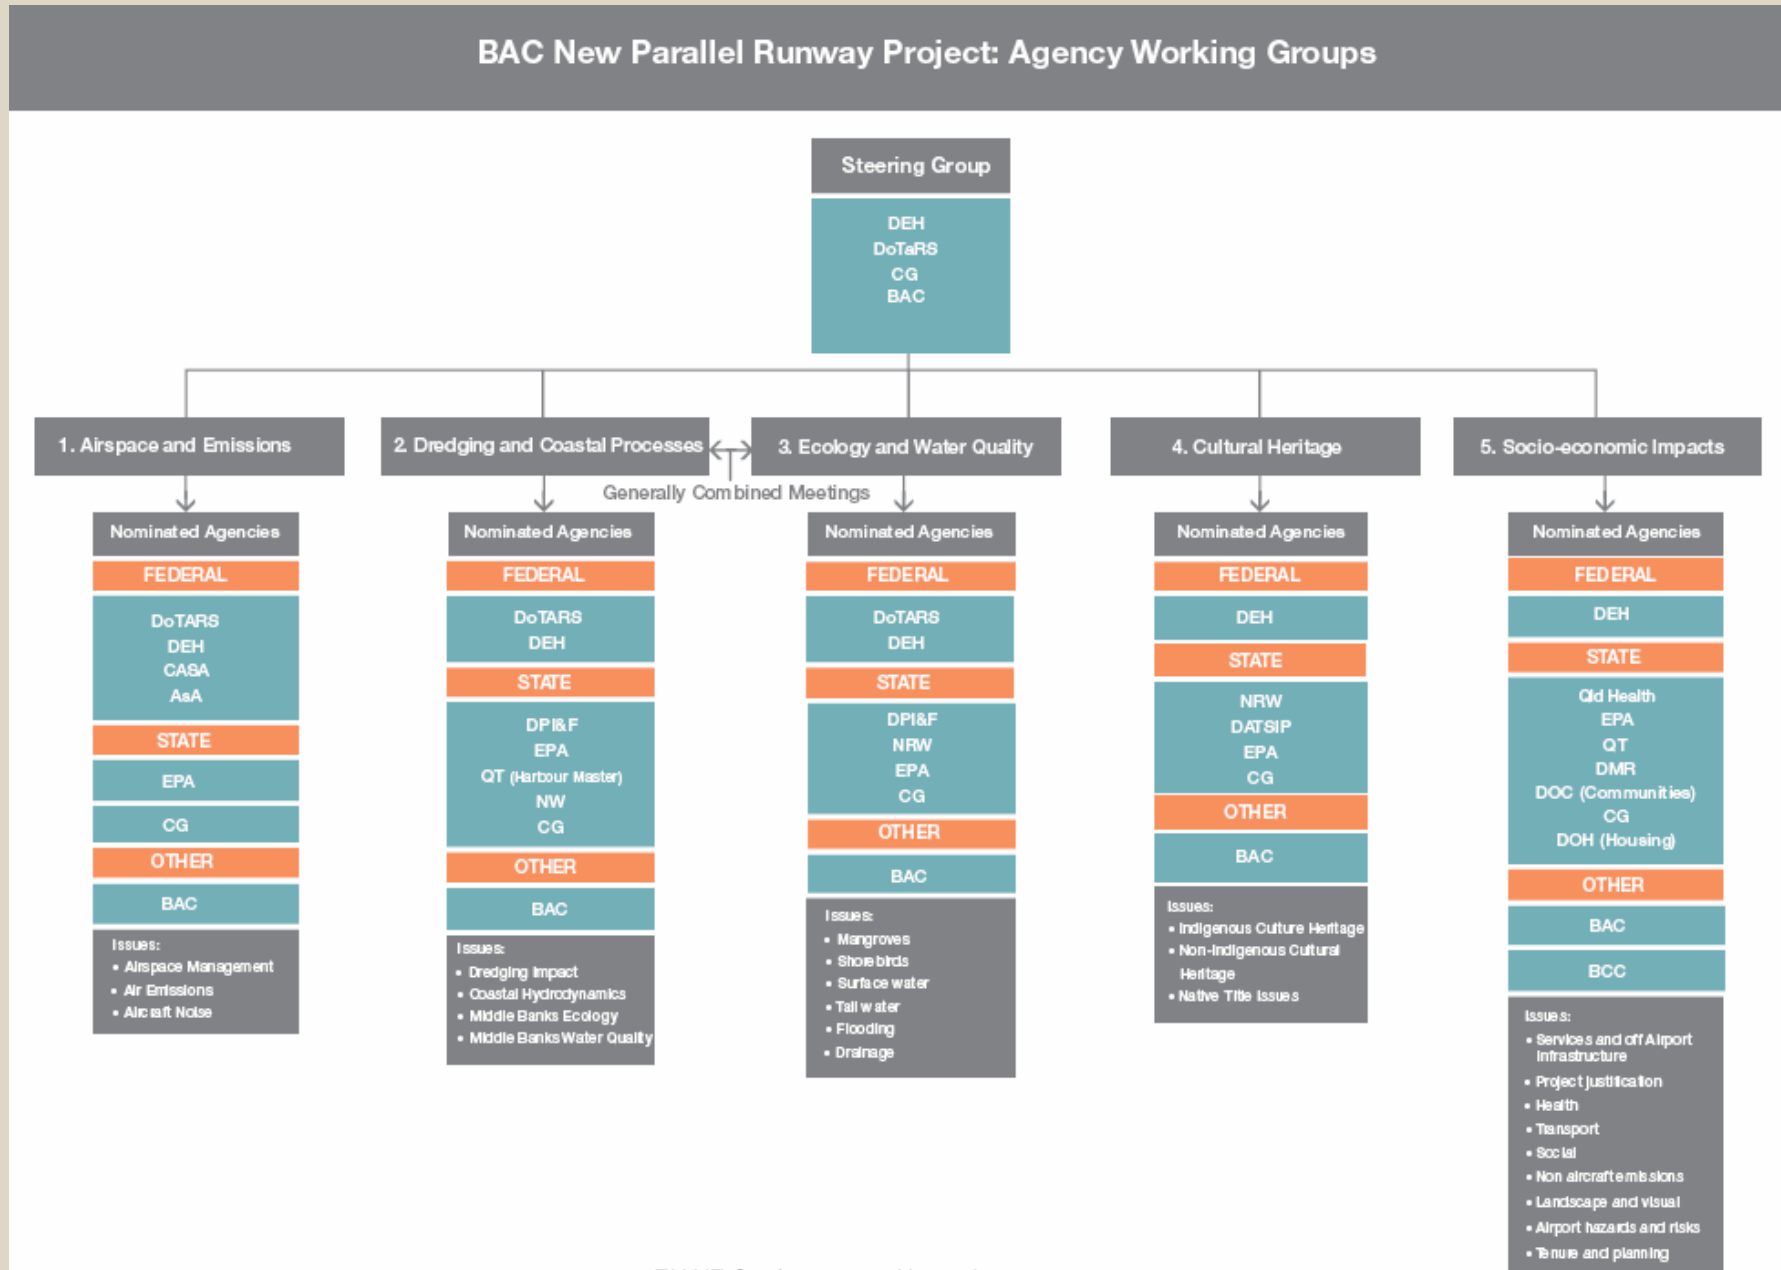 BAC New Parallel Runway Project: Agency Working Groups
Steering Group
DEH
DoTaRS
CG
BAC
1. Airspace and Emissions
2. Dredging and Coastal Processes
3. Ecology and Water Quality
4. Cultural Heritage
5. Socio-economic Impacts
Generally Combined Meetings
Nominated Agencies
FEDERAL
DoTARS
DEH
CASA
AsA
STATE
EPA
CG
OTHER
BAC
Issues:
• Airspace Management
• Air Emissions
• Aircraft Noise
Nominated Agencies
FEDERAL
DoTARS
DEH
STATE
DPI&F
EPA
QT (Harbour Master)
NW
CG
OTHER
BAC
Issues:
• Dredging Impact
• Coastal Hydrodynamics
• Middle Banks Ecology
• Middle Banks Water Quality
Nominated Agencies
FEDERAL
DoTARS
DEH
STATE
DPI&F
NRW
EPA
CG
OTHER
BAC
Issues:
• Mangroves
• Shorebirds
• Surface water
• Tail water
• Flooding
• Drainage
Nominated Agencies
FEDERAL
DEH
STATE
NRW
DATSIP
EPA
CG
OTHER
BAC
Issues:
• Indigenous Culture Heritage
• Non-Indigenous Cultural
Heritage
• Native Title Issues
Nominated Agencies
FEDERAL
DEH
STATE
Qld Health
EPA
QT
DMR
DOC (Communities)
CG
DOH (Housing)
OTHER
BAC
BCC
Issues:
• Services and off Airport
Infrastructure
• Project justification
• Health
• Transport
• Social
• Non aircraft emissions
• Landscape and visual
• Airport hazards and risks
• Tenure and planning